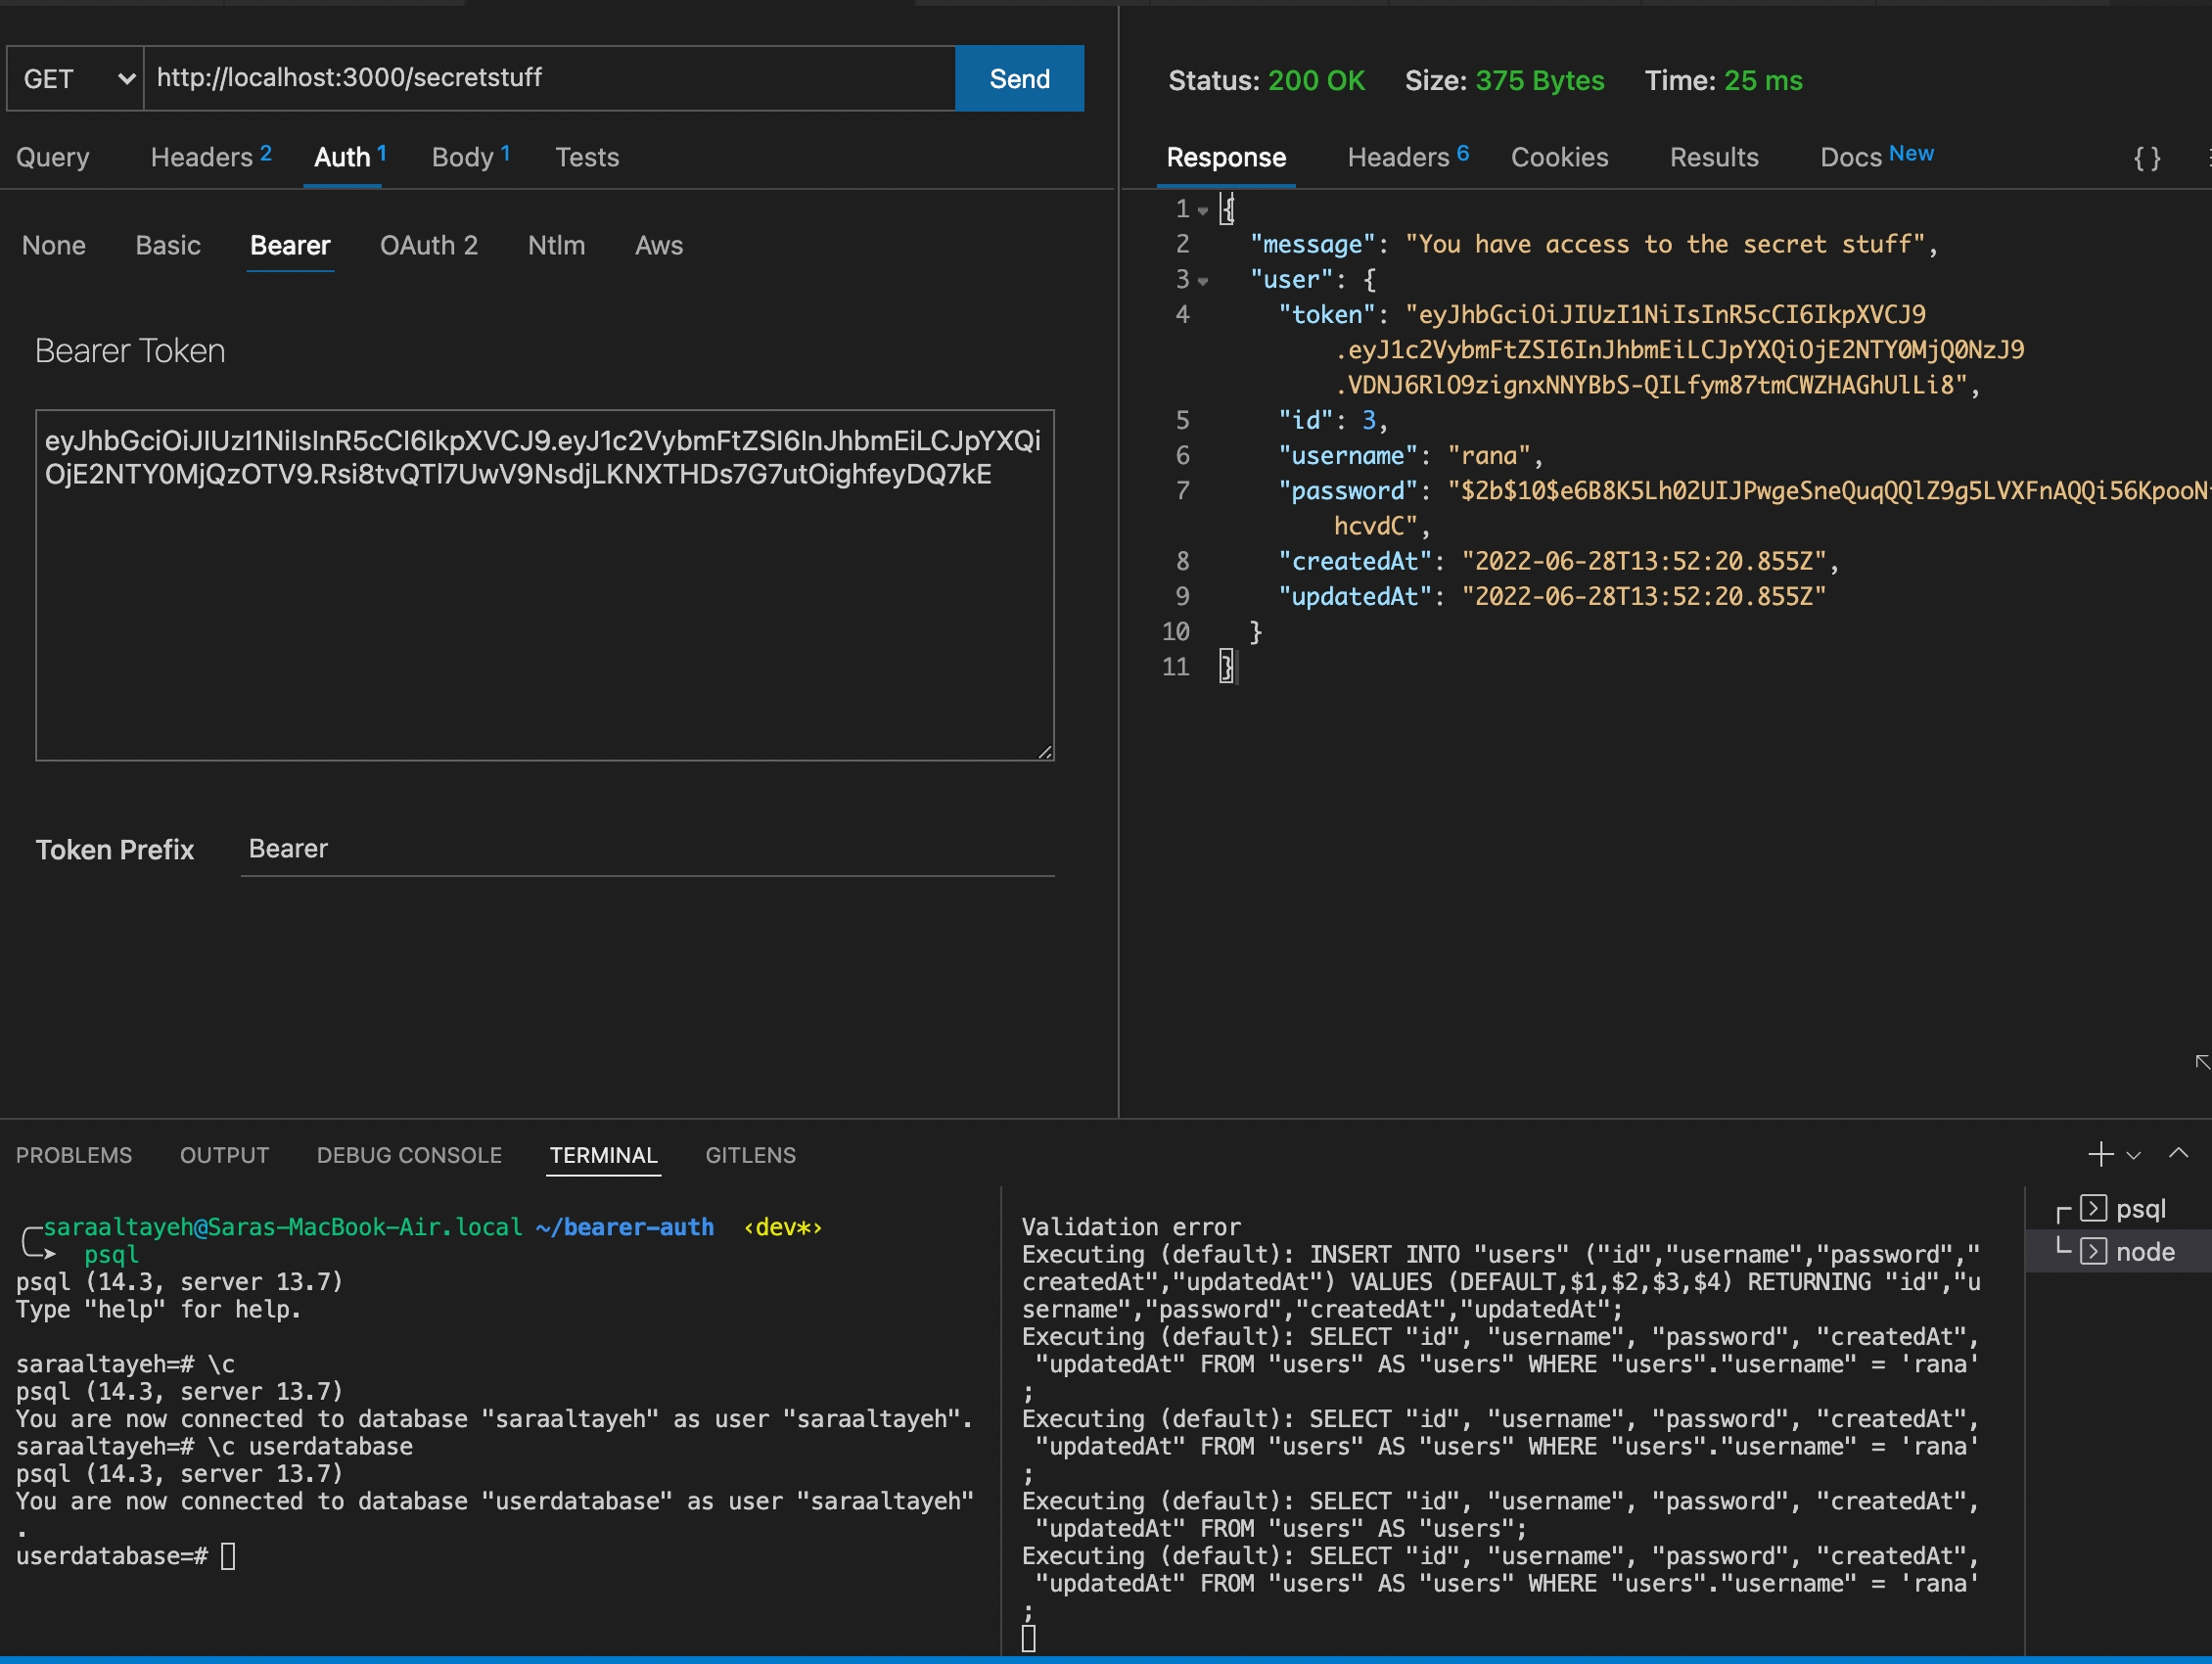 GET
http://localhost:3000/secretstuff
Send
Query Headers 2 Auth 1 Body 1 Tests
None Basic Bearer OAuth 2 Ntlm Aws
Bearer Token
eyJhbGciOiJIUzI1NiIsInR5cCI6IkpXVCJ9.eyJ1c2VybmFtZSI6InJhbmEiLCJpYXQi
OjE2NTY0MjQzOTV9.Rsi8tvQTl7UwV9NsdjLKNXTHDs7G7utOighfeyDQ7kE
Token Prefix Bearer
Status: 200 OK Size: 375 Bytes Time: 25 ms
Response Headers 6 Cookies Results Docs New {}
1 {
2 "message": "You have access to the secret stuff",
3 "user": {
4 "token": "eyJhbGciOiJIUzI1NiIsInR5cCI6IkpXVCJ9
.eyJ1c2VybmFtZSI6InJhbmEiLCJpYXQiOjE2NTY0MjQ0NzJ9
.VDNJ6RlO9zignxNNYBbS-QILfym87tmCWZHAGhUlLi8",
5 "id": 3,
6 "username": "rana",
7 "password": "$2b$10$e6B8K5Lh02UIJPwgeSneQuqQQlZ9g5LVXFnAQQi56KpooN
hcvdC",
8 "createdAt": "2022-06-28T13:52:20.855Z",
9 "updatedAt": "2022-06-28T13:52:20.855Z"
10 }
11 }
PROBLEMS OUTPUT DEBUG CONSOLE TERMINAL GITLENS
saraaltayeh@Saras-MacBook-Air.local ~/bearer-auth ‹dev*›
psql
psql (14.3, server 13.7)
Type "help" for help.
saraaltayeh=# \c
psql (14.3, server 13.7)
You are now connected to database "saraaltayeh" as user "saraaltayeh".
saraaltayeh=# \c userdatabase
psql (14.3, server 13.7)
You are now connected to database "userdatabase" as user "saraaltayeh"
.
userdatabase=#
Validation error
Executing (default): INSERT INTO "users" ("id","username","password","
createdAt","updatedAt") VALUES (DEFAULT,$1,$2,$3,$4) RETURNING "id","u
sername","password","createdAt","updatedAt";
Executing (default): SELECT "id", "username", "password", "createdAt",
"updatedAt" FROM "users" AS "users" WHERE "users"."username" = 'rana'
;
Executing (default): SELECT "id", "username", "password", "createdAt",
"updatedAt" FROM "users" AS "users" WHERE "users"."username" = 'rana'
;
Executing (default): SELECT "id", "username", "password", "createdAt",
"updatedAt" FROM "users" AS "users";
Executing (default): SELECT "id", "username", "password", "createdAt",
"updatedAt" FROM "users" AS "users" WHERE "users"."username" = 'rana'
;
psql
node